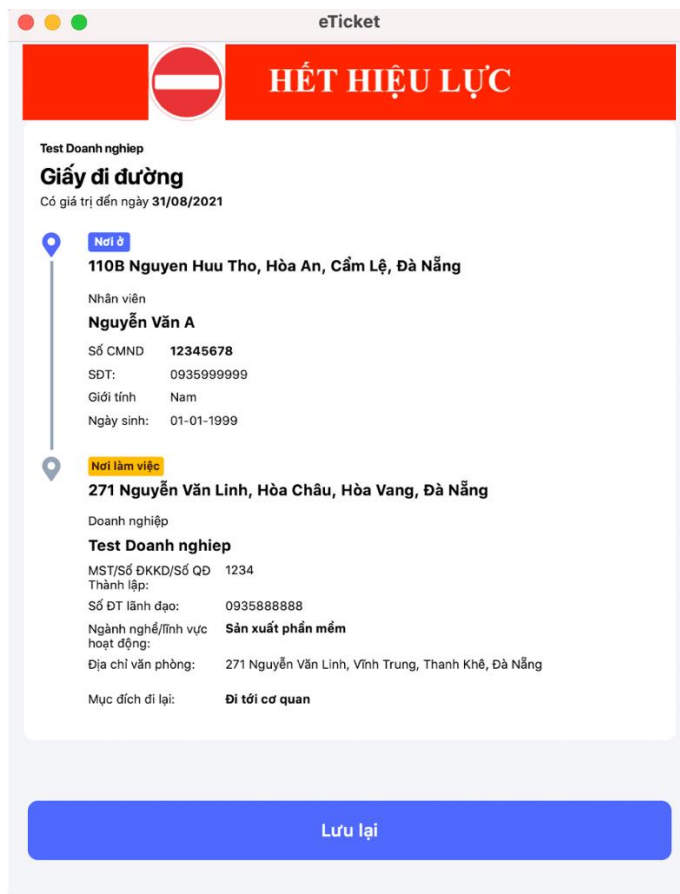 eTicket
HẾT HIỆU LỰC
Test Doanh nghiep
Giấy đi đường
Có giá trị đến ngày 31/08/2021
Nơi ở
110B Nguyen Huu Tho, Hòa An, Cẩm Lệ, Đà Nẵng
Nhân viên
Nguyễn Văn A
Số CMND 12345678
SĐT: 0935999999
Giới tính Nam
Ngày sinh: 01-01-1999
Nơi làm việc
271 Nguyễn Văn Linh, Hòa Châu, Hòa Vang, Đà Nẵng
Doanh nghiệp
Test Doanh nghiep
MST/Số ĐKKD/Số QĐ 1234
Thành lập:
Số ĐT lãnh đạo: 0935888888
Ngành nghề/lĩnh vực Sản xuất phần mềm
hoạt động:
Địa chỉ văn phòng: 271 Nguyễn Văn Linh, Vĩnh Trung, Thanh Khê, Đà Nẵng
Mục đích đi lại: Đi tới cơ quan
Lưu lại